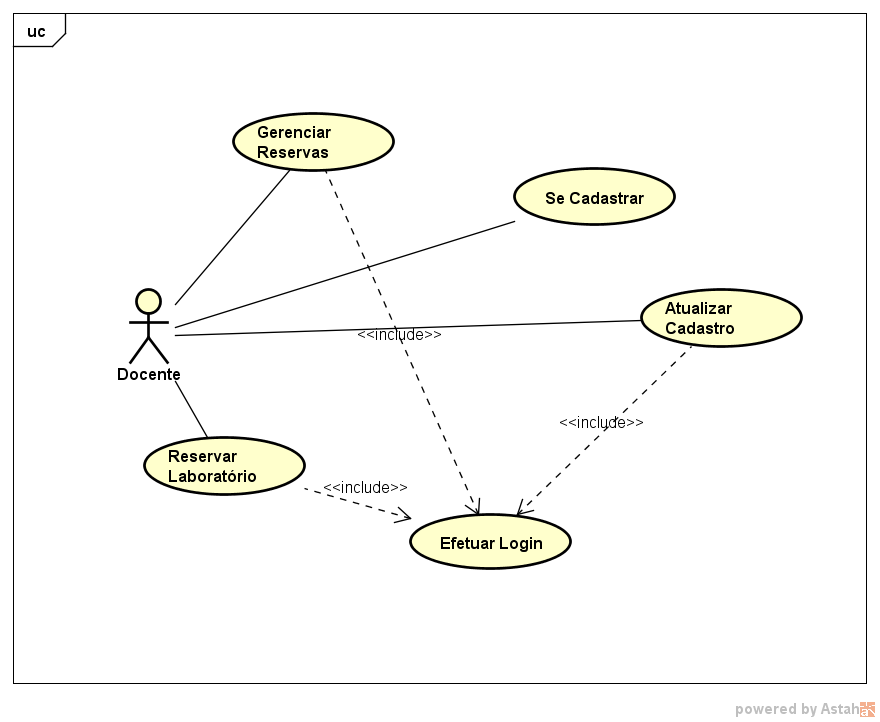 uc
Gerenciar
Reservas
Se Cadastrar
Atualizar
Cadastro
<<include>>
Docente
<<include>>
Reservar
Laboratório
<<include>>
Efetuar Login
powered by Astah